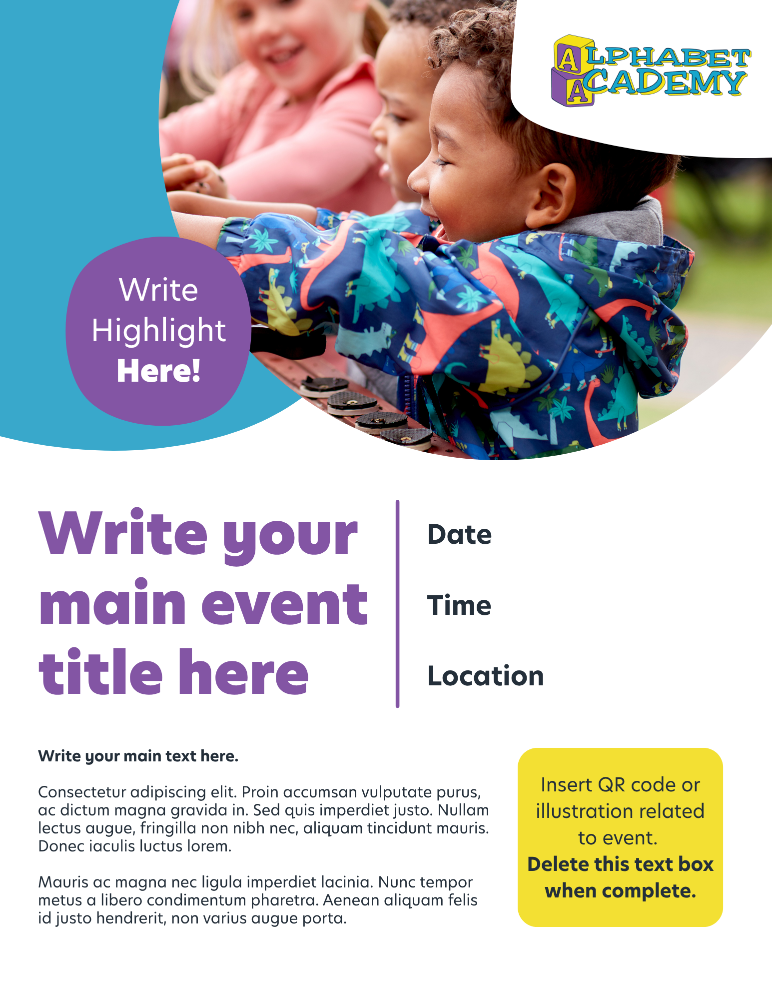 ALPHABET
ACADEMY
Write
Highlight
Here!
Write your
main event
title here
Date
Time
Location
Write your main text here.
Consectetur adipiscing elit. Proin accumsan vulputate purus,
ac dictum magna gravida in. Sed quis imperdiet justo. Nullam
lectus augue, fringilla non nibh nec, aliquam tincidunt mauris.
Donec iaculis luctus lorem.
Mauris ac magna nec ligula imperdiet lacinia. Nunc tempor
metus a libero condimentum pharetra. Aenean aliquam felis
id justo hendrerit, non varius augue porta.
Insert QR code or
illustration related
to event.
Delete this text box
when complete.